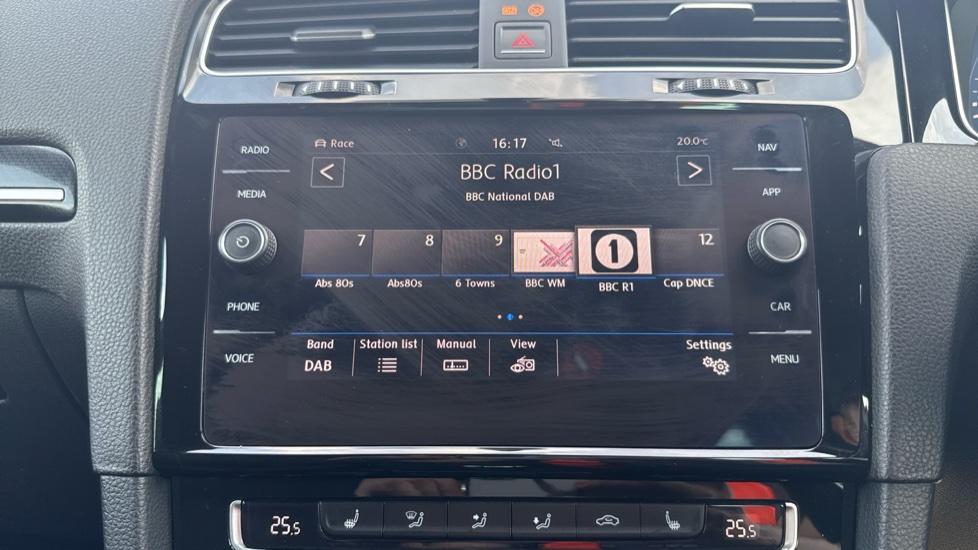 RADIO
MEDIA
PHONE
VOICE
Race 16:17 20.0°C
< BBC Radio1 >
BBC National DAB
7 8 9 1 12
Abs 80s Abs80s 6 Towns BBC WM BBC R1 Cap DNCE
Band Station list Manual View Settings
DAB
NAV
APP
CAR
MENU
25.5 25.5